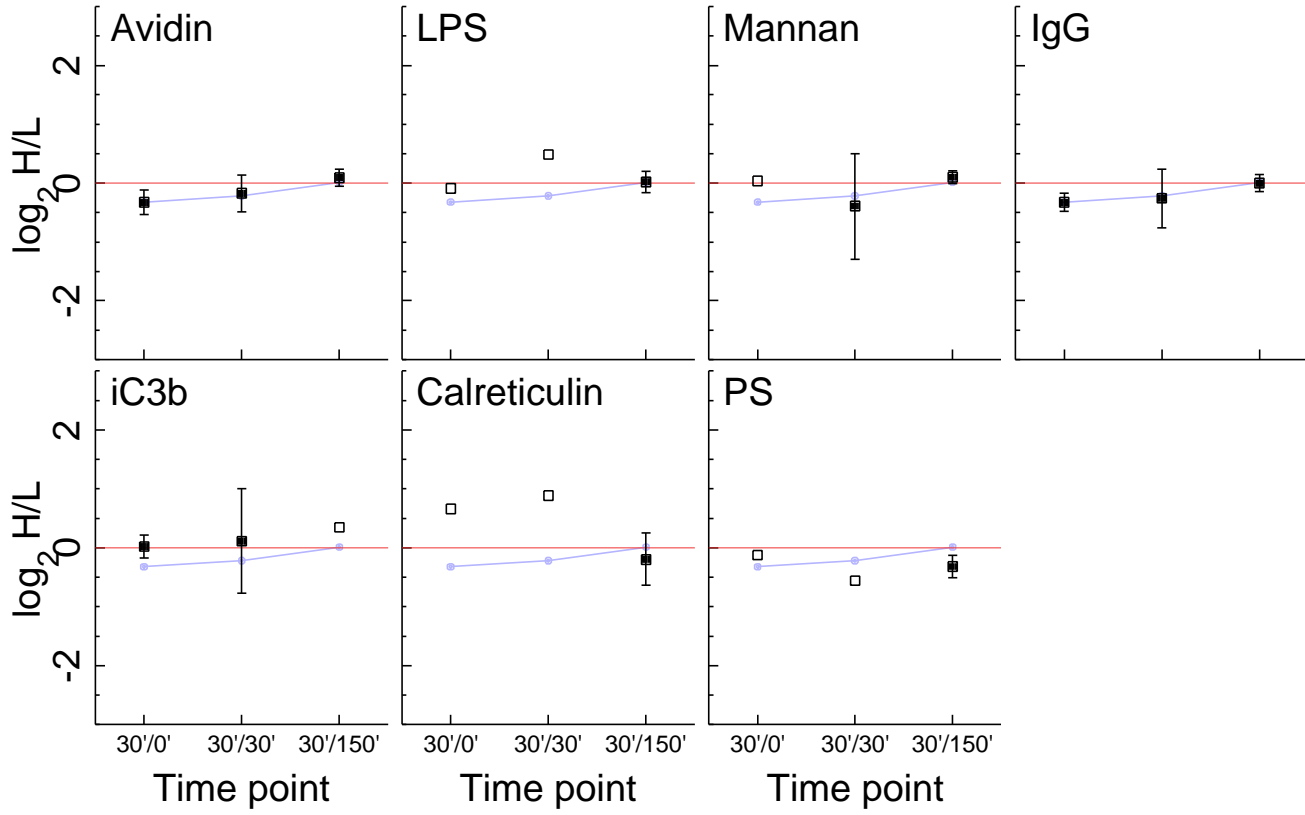 Avidin LPS Mannan IgG
2
0
-2
log2 H/L
iC3b Calreticulin PS
2
0
-2
log2 H/L
30'/0' 30'/30' 30'/150' 30'/0' 30'/30' 30'/150' 30'/0' 30'/30' 30'/150'
Time point Time point Time point